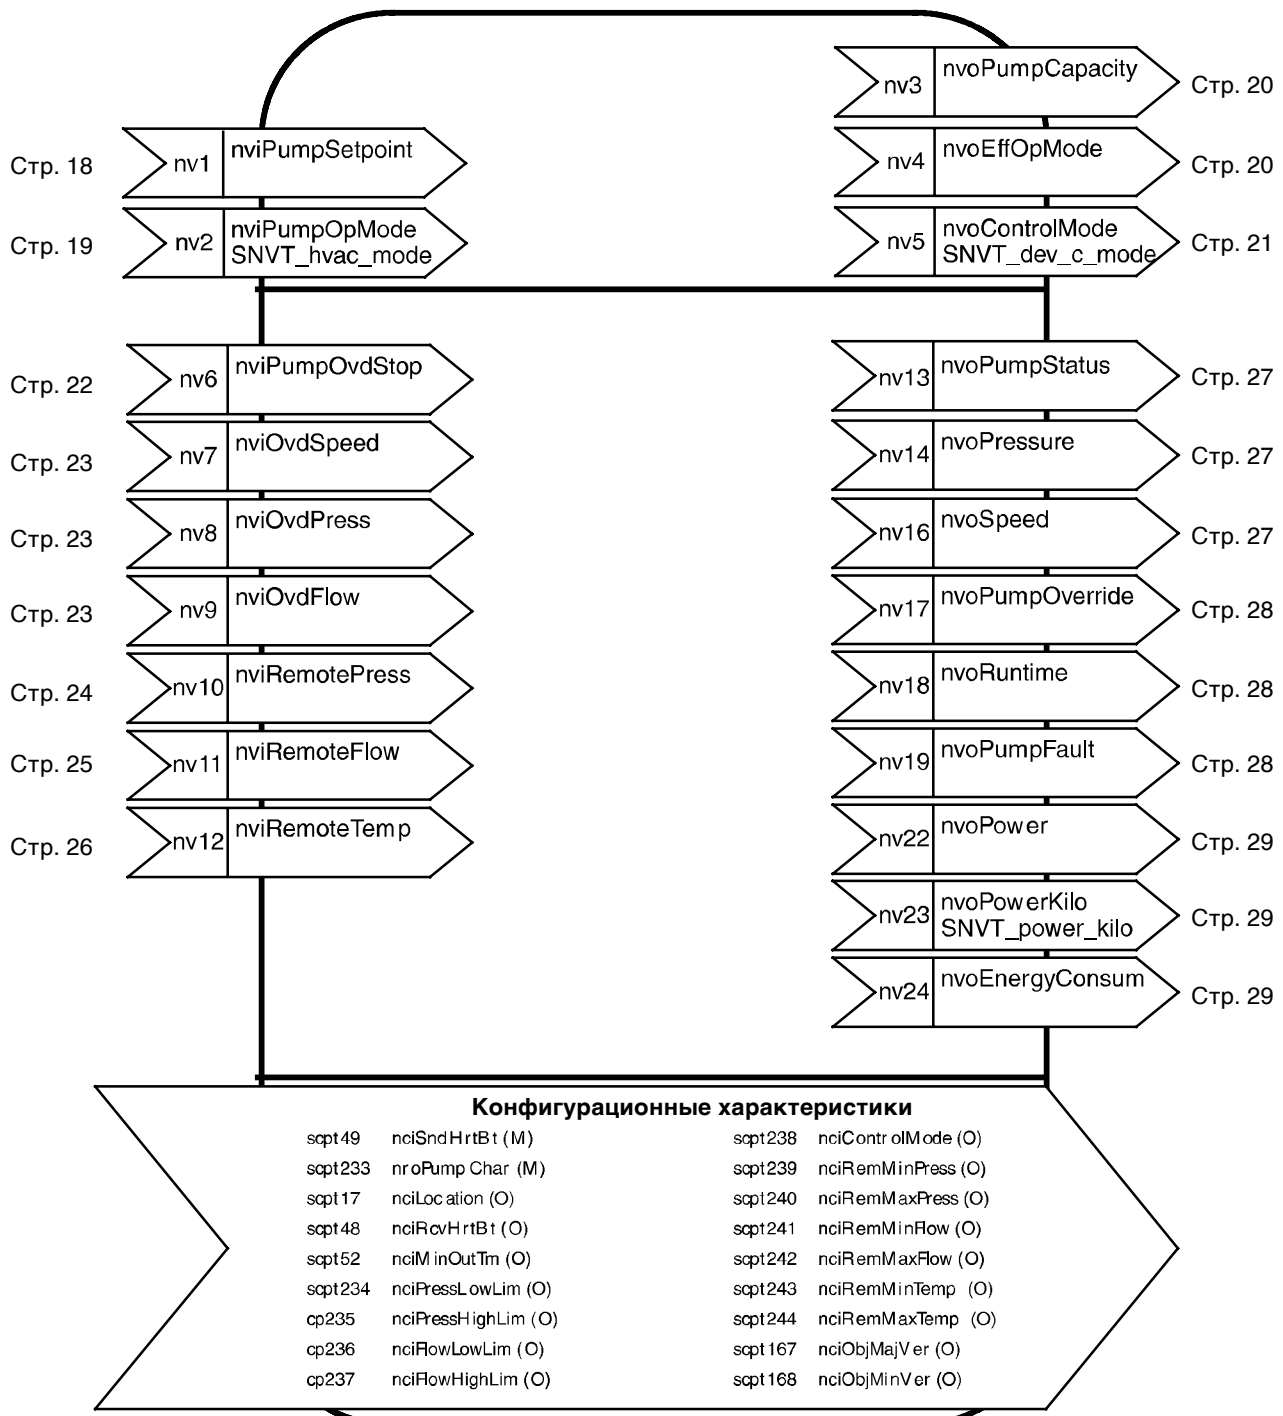 nv3 nvoPumpCapacity Стр. 20
Стр. 18 nv1 nviPumpSetpoint
nv4 nvoEffOpMode Стр. 20
Стр. 19 nv2 nviPumpOpMode
SNVT_hvac_mode
nv5 nvoControlMode Стр. 21
SNVT_dev_c_mode
Стр. 22 nv6 nviPumpOvdStop
Стр. 23 nv7 nviOvdSpeed
Стр. 23 nv8 nviOvdPress
Стр. 23 nv9 nviOvdFlow
Стр. 24 nv10 nviRemotePress
Стр. 25 nv11 nviRemoteFlow
Стр. 26 nv12 nviRemoteTemp
nv13 nvoPumpStatus Стр. 27
nv14 nvoPressure Стр. 27
nv16 nvoSpeed Стр. 27
nv17 nvoPumpOverride Стр. 28
nv18 nvoRuntime Стр. 28
nv19 nvoPumpFault Стр. 28
nv22 nvoPower Стр. 29
nv23 nvoPowerKilo Стр. 29
SNVT_power_kilo
nv24 nvoEnergyConsum Стр. 29
Конфигурационные характеристики
scpt49 nciSndHrtBt (M)
scpt233 nroPump Char (M)
scpt17 nciLocation (O)
scpt48 nciRcvHrtBt (O)
scpt52 nciMinOutTm (O)
scpt234 nciPressLowLim (O)
cp235 nciPressHighLim (O)
cp236 nciFlowLowLim (O)
cp237 nciFlowHighLim (O)
scpt238 nciControlMode (O)
scpt239 nciRemMinPress (O)
scpt240 nciRemMaxPress (O)
scpt241 nciRemMinFlow (O)
scpt242 nciRemMaxFlow (O)
scpt243 nciRemMinTemp (O)
scpt244 nciRemMaxTemp (O)
scpt167 nciObjMajVer (O)
scpt168 nciObjMinVer (O)